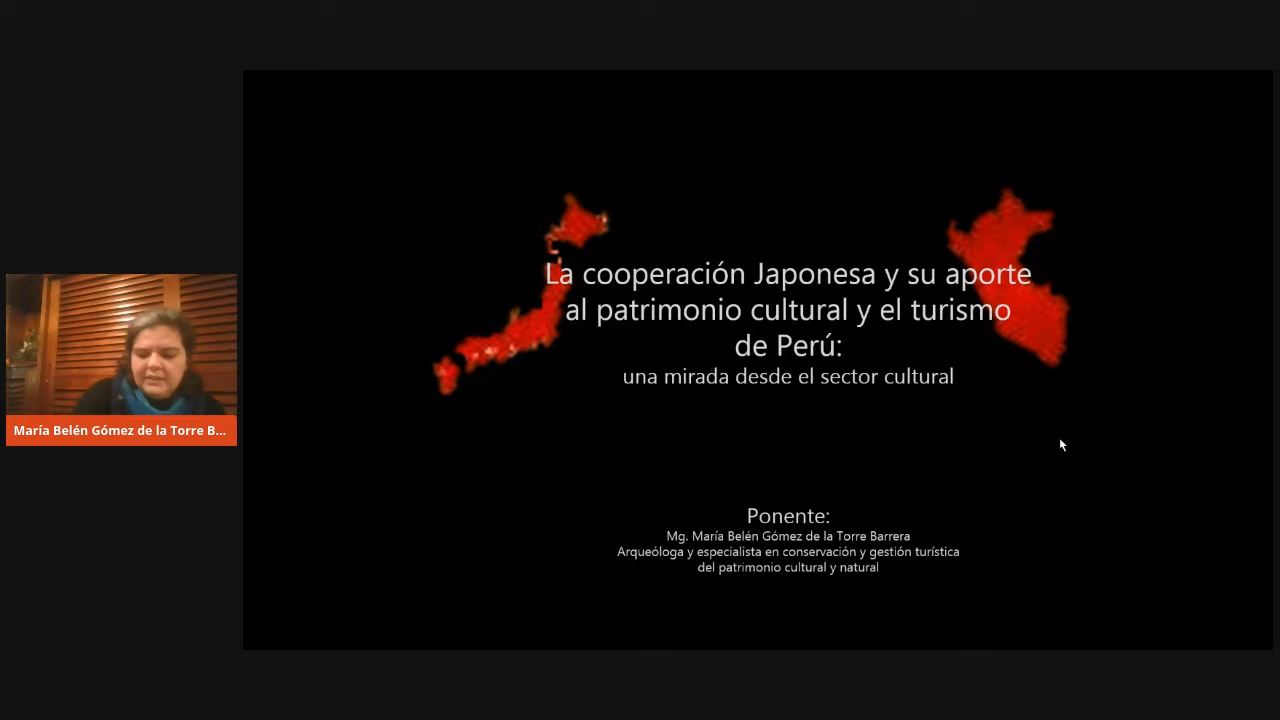 La cooperación Japonesa y su aporte
al patrimonio cultural y el turismo
de Perú:
una mirada desde el sector cultural
María Belén Gómez de la Torre B...
Ponente:
Mg. María Belén Gómez de la Torre Barrera
Arqueóloga y especialista en conservación y gestión turística
del patrimonio cultural y natural